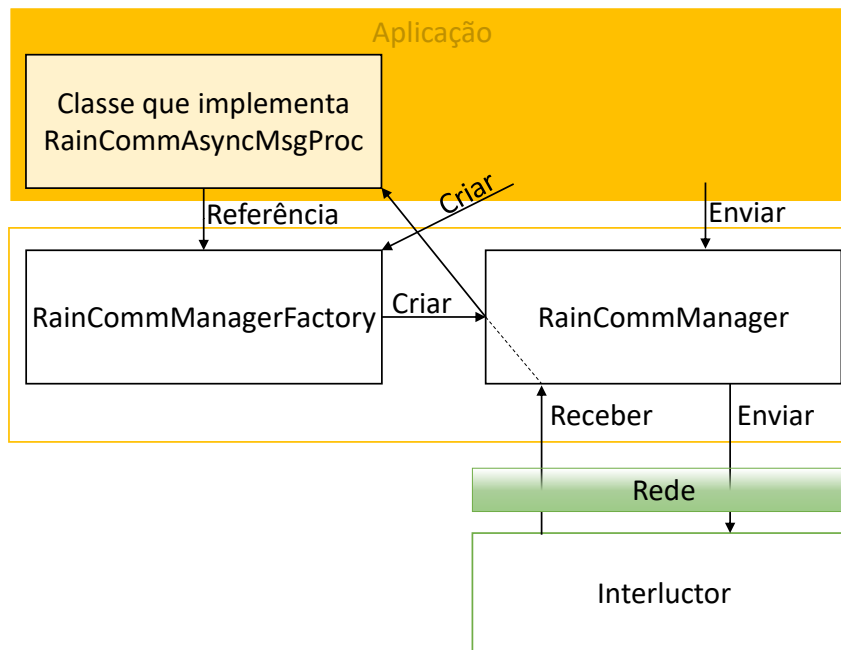 Aplicação
Classe que implementa
RainCommAsyncMsgProc
Criar
Referência
Enviar
RainCommManagerFactory
Criar
RainCommManager
Receber
Enviar
Rede
Interluctor